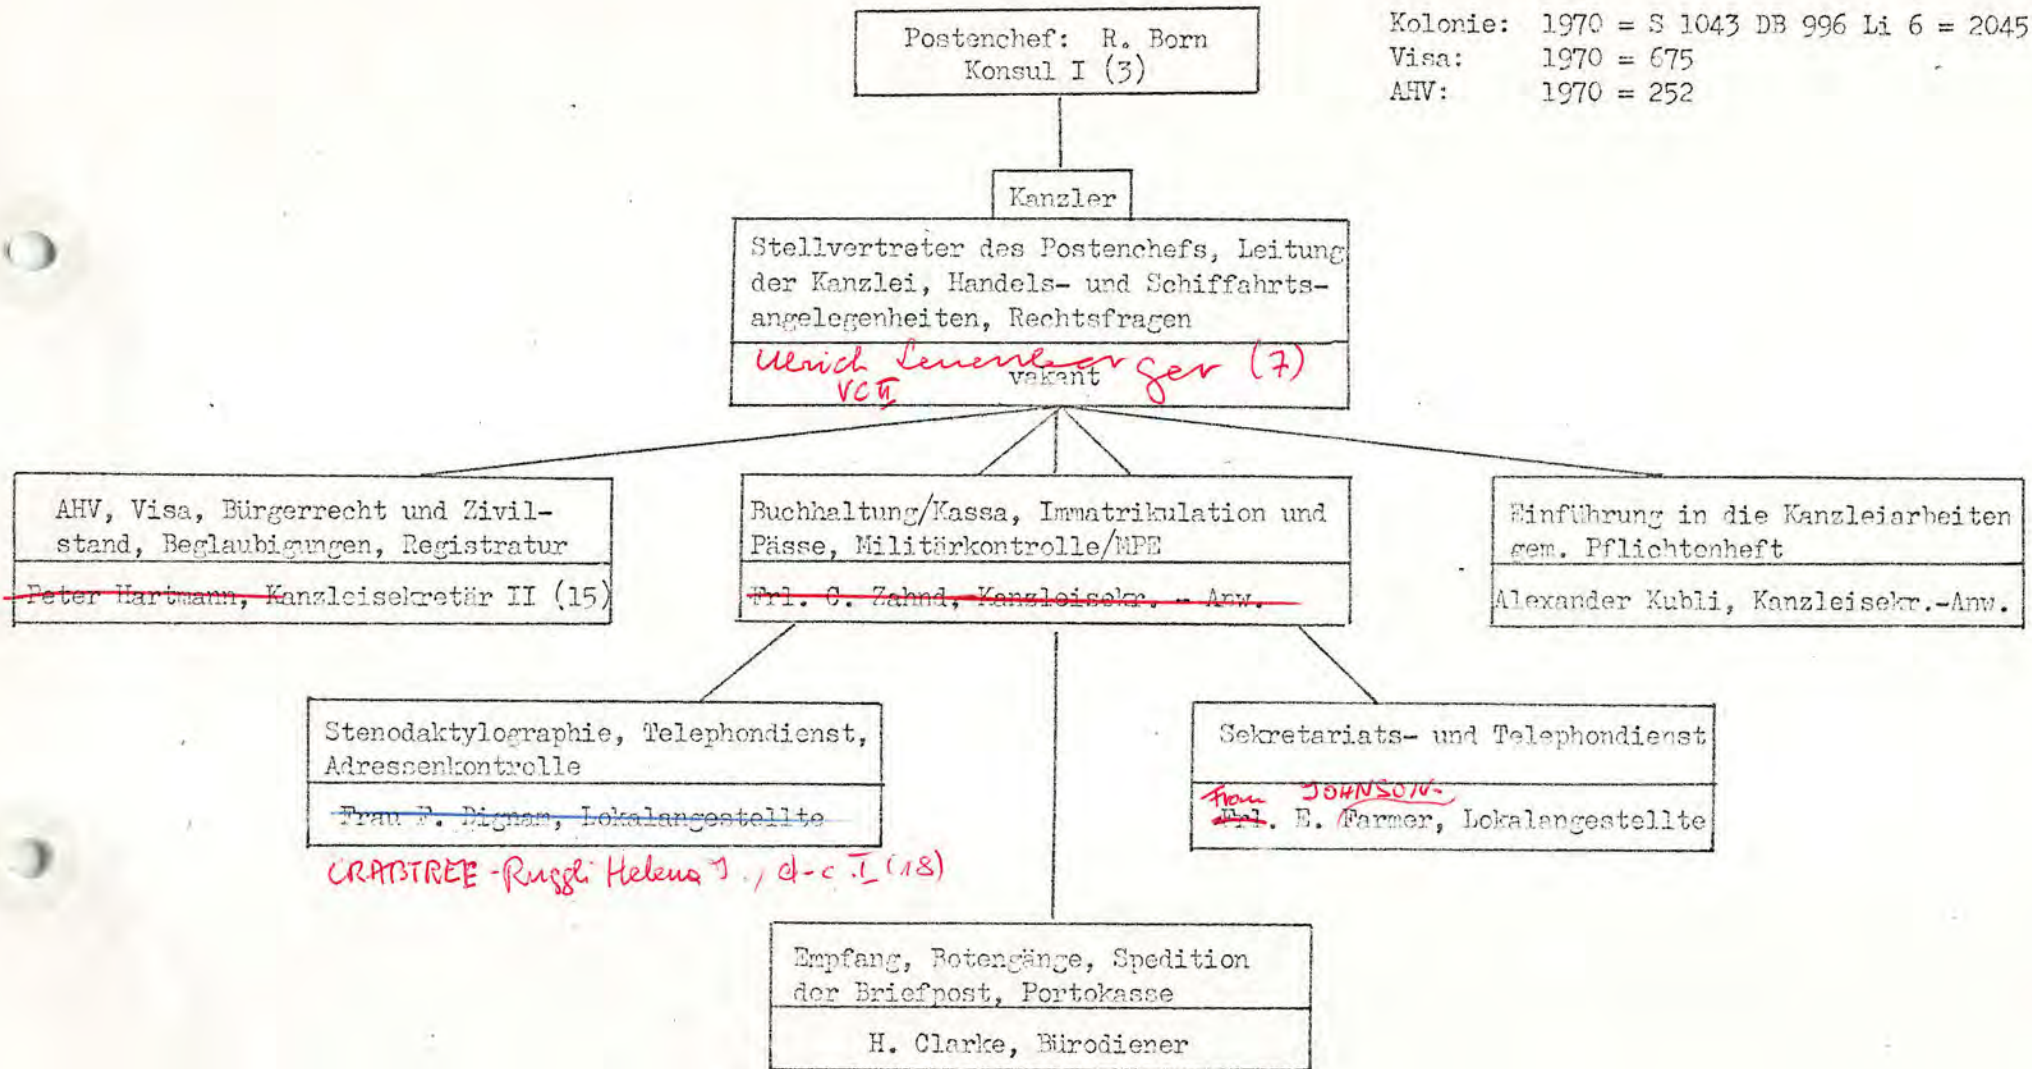 Postenchef: R. Born
Konsul I (3)
Kolonie: 1970 = S 1043 DB 996 Li 6 = 2045
Visa: 1970 = 675
AHV: 1970 = 252
Kanzler
Stellvertreter des Postenchefs, Leitung
der Kanzlei, Handels- und Schiffahrts-
angelegenheiten, Rechtsfragen
Ulrich Leuenberger (7)
VC II
vakant
AHV, Visa, Bürgerrecht und Zivil-
stand, Beglaubigungen, Registratur
Peter Hartmann, Kanzleisekretär II (15)
Buchhaltung/Kassa, Immatrikulation und
Pässe, Militärkontrolle/MPE
Frl. C. Zahnd, Kanzleisekr. - Anw.
Einführung in die Kanzleiarbeiten
gem. Pflichtenheft
Alexander Kubli, Kanzleisekr.-Anw.
Stenodaktylographie, Telephondienst,
Adressenkontrolle
Frau F. Bignam, Lokalangestellte
CRABTREE-Ruggli Helena J., d-c I (18)
Sekretariats- und Telephondienst
Frau JOHNSON-
Frl. E. Farmer, Lokalangestellte
Empfang, Botengänge, Spedition
der Briefpost, Portokasse
H. Clarke, Bürodiener